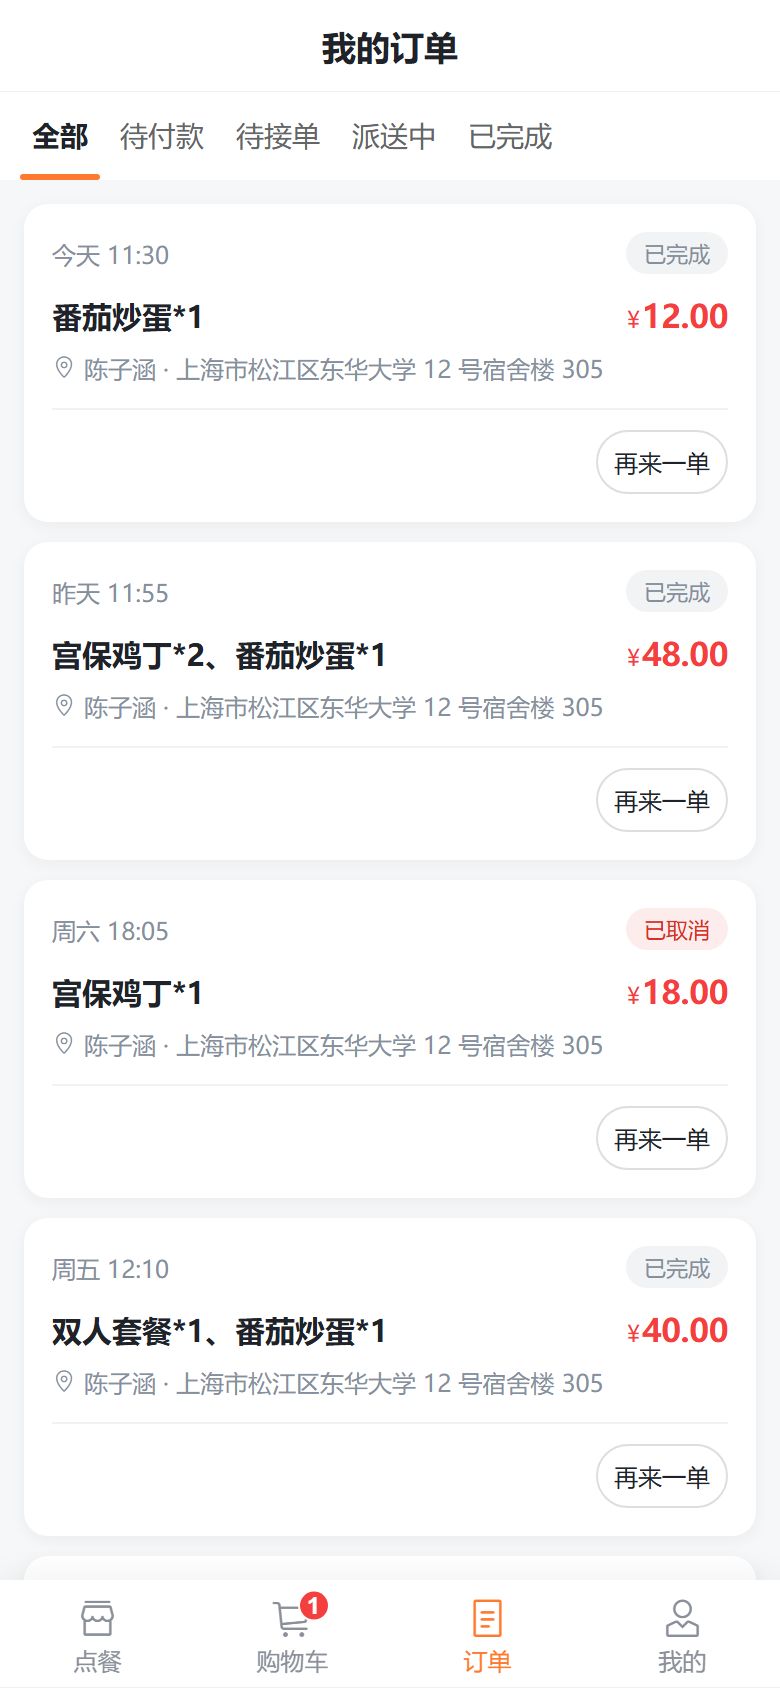 我的订单
全部 待付款 待接单 派送中 已完成
今天 11:30 已完成
番茄炒蛋*1 ¥12.00
陈子涵 · 上海市松江区东华大学 12 号宿舍楼 305
再来一单
昨天 11:55 已完成
宫保鸡丁*2、番茄炒蛋*1 ¥48.00
陈子涵 · 上海市松江区东华大学 12 号宿舍楼 305
再来一单
周六 18:05 已取消
宫保鸡丁*1 ¥18.00
陈子涵 · 上海市松江区东华大学 12 号宿舍楼 305
再来一单
周五 12:10 已完成
双人套餐*1、番茄炒蛋*1 ¥40.00
陈子涵 · 上海市松江区东华大学 12 号宿舍楼 305
再来一单
1
点餐 购物车 订单 我的